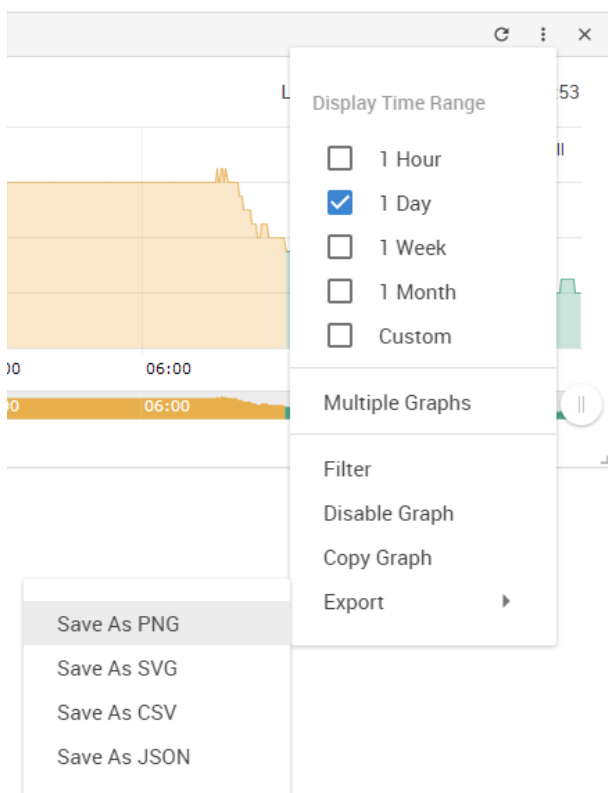 L
:53
Display Time Range
1 Hour
1 Day
1 Week
1 Month
Custom
00
06:00
00
06:00
Multiple Graphs
Filter
Disable Graph
Copy Graph
Export
Save As PNG
Save As SVG
Save As CSV
Save As JSON